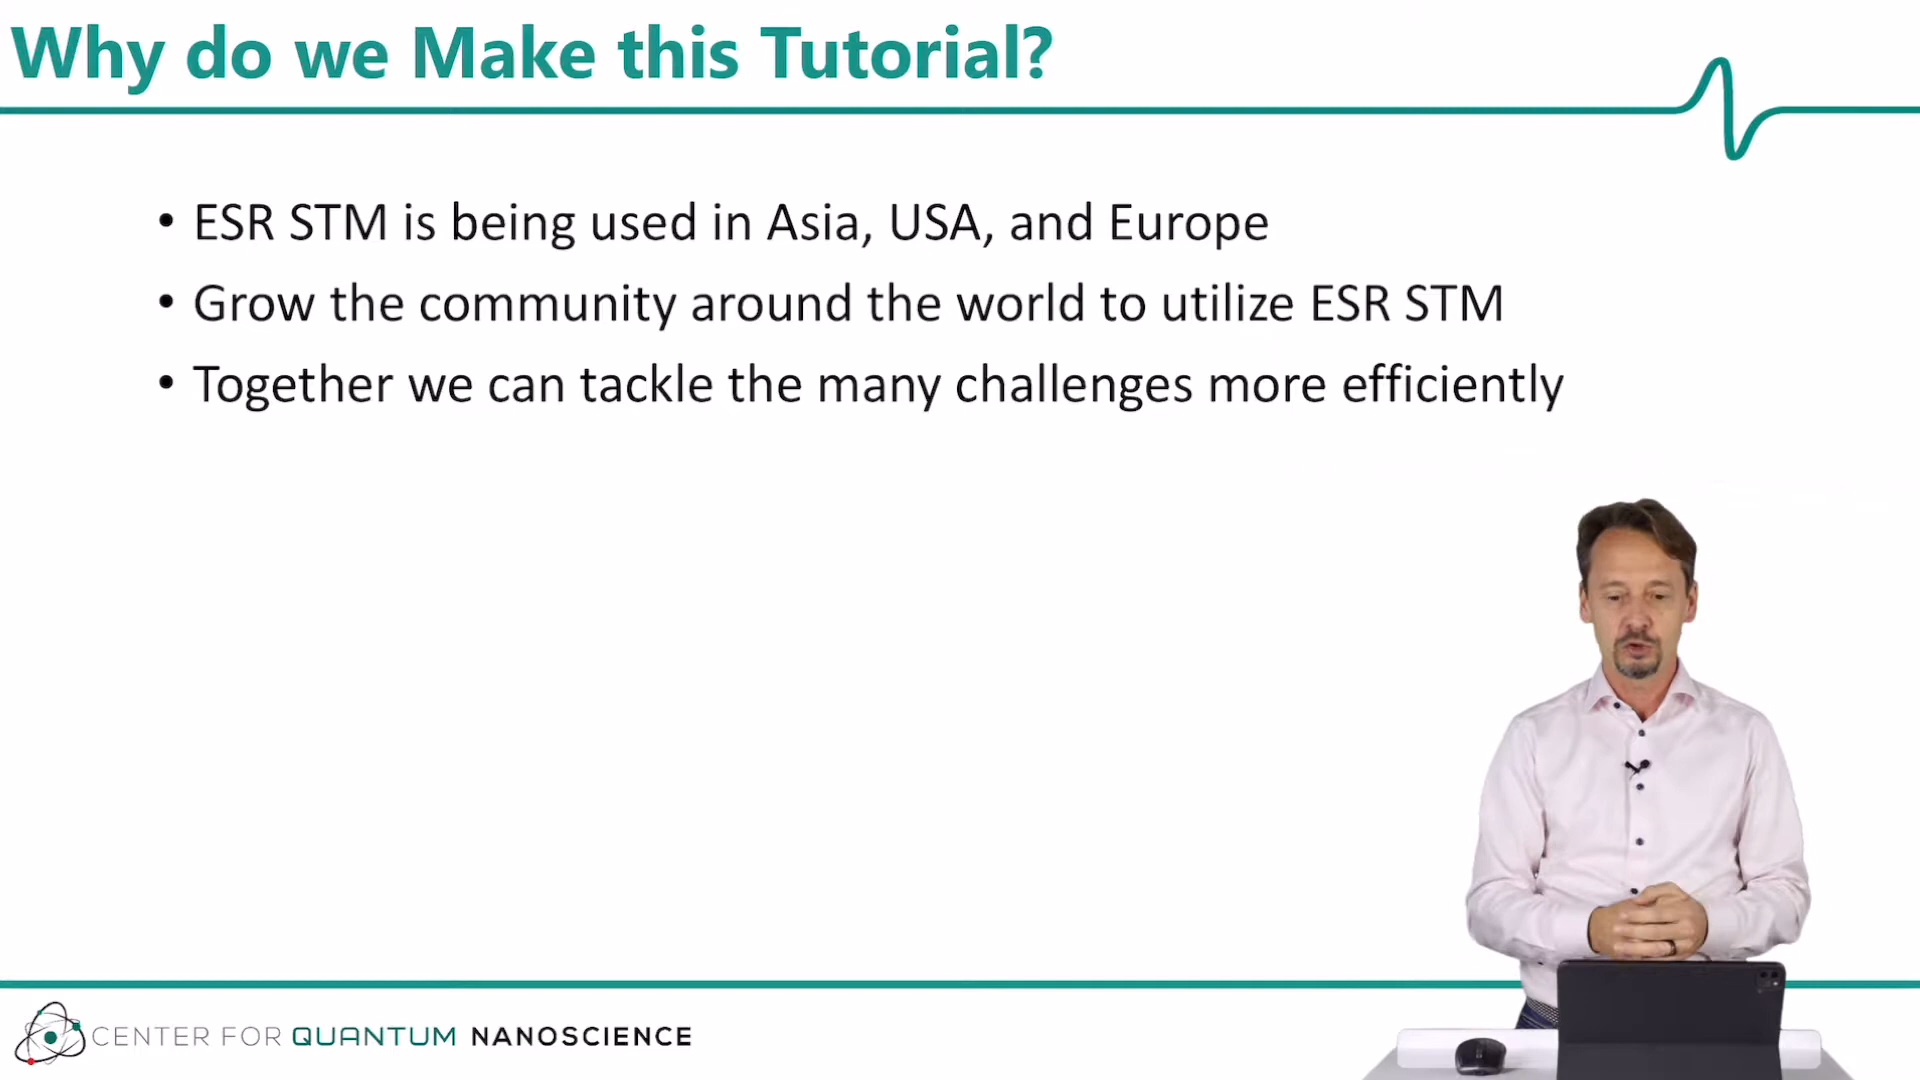 Why do we Make this Tutorial?
• ESR STM is being used in Asia, USA, and Europe
• Grow the community around the world to utilize ESR STM
• Together we can tackle the many challenges more efficiently
CENTER FOR QUANTUM NANOSCIENCE